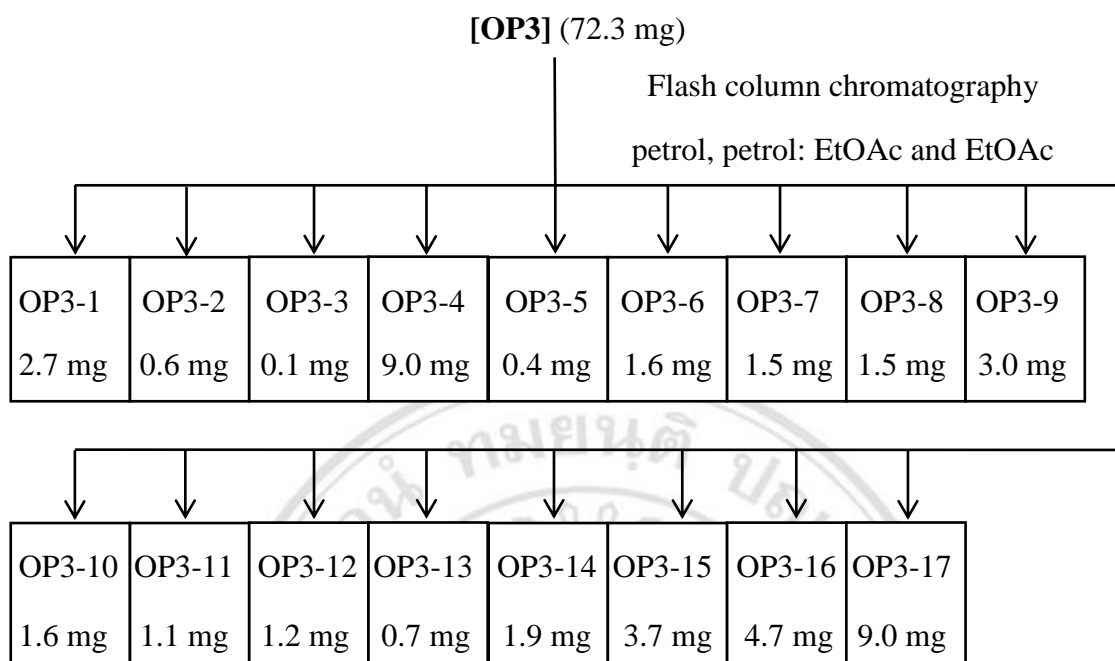 [OP3] (72.3 mg)
Flash column chromatography
petrol, petrol: EtOAc and EtOAc
OP3-1 OP3-2 OP3-3 OP3-4 OP3-5 OP3-6 OP3-7 OP3-8 OP3-9
2.7 mg 0.6 mg 0.1 mg 9.0 mg 0.4 mg 1.6 mg 1.5 mg 1.5 mg 3.0 mg
OP3-10 OP3-11 OP3-12 OP3-13 OP3-14 OP3-15 OP3-16 OP3-17
1.6 mg 1.1 mg 1.2 mg 0.7 mg 1.9 mg 3.7 mg 4.7 mg 9.0 mg